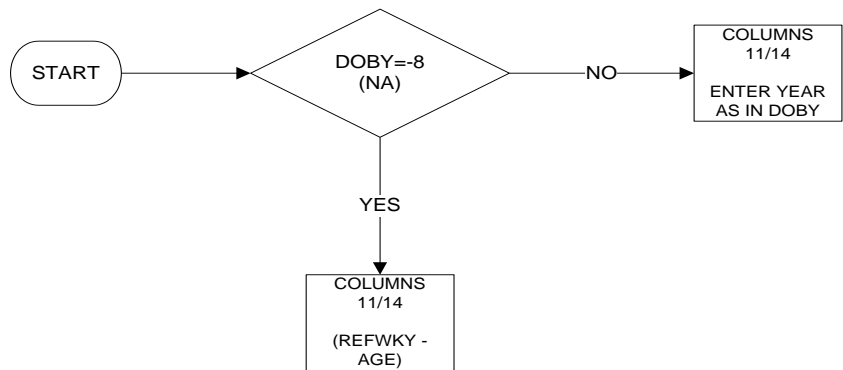 START
DOBY=-8
(NA)
NO
COLUMNS
11/14
ENTER YEAR
AS IN DOBY
YES
COLUMNS
11/14
(REFWKY -
AGE)